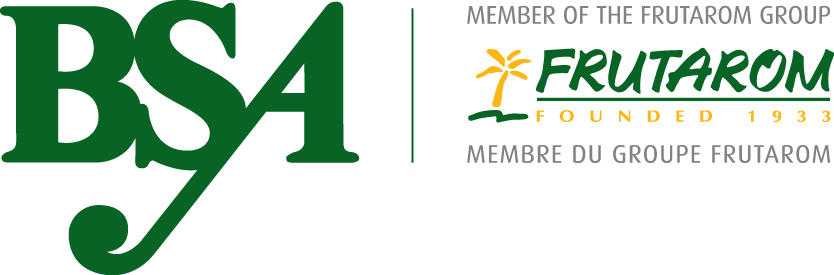 BSA
MEMBER OF THE FRUTAROM GROUP
FRUTAROM
FOUNDED 1933
MEMBRE DU GROUPE FRUTAROM